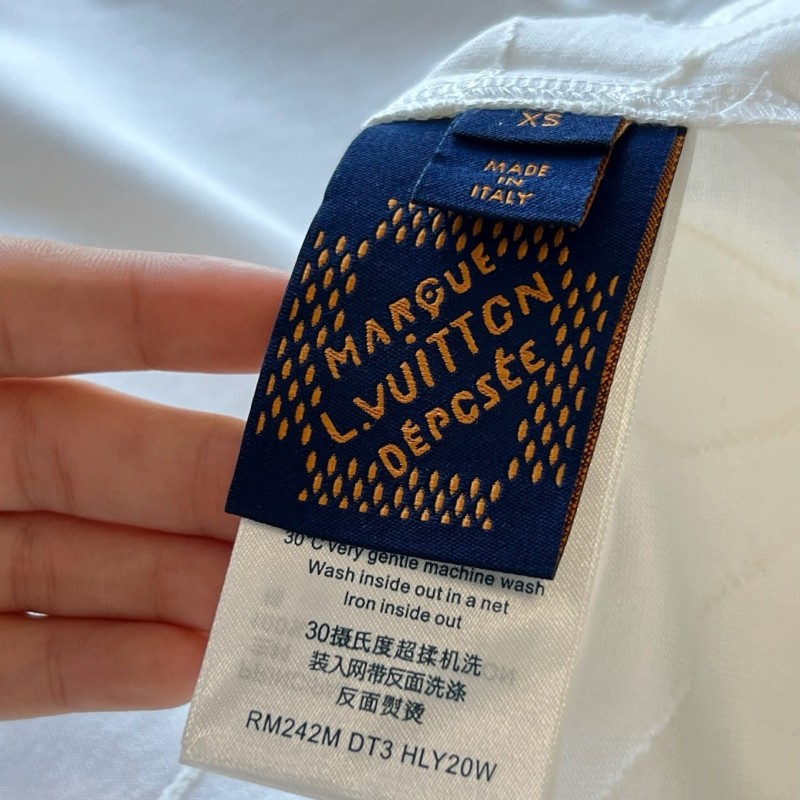 XS
MADE
IN
ITALY
MARQUE
L.VUITTON
DÉPOSÉE
30°C very gentle machine wash
Wash inside out in a net
Iron inside out
30摄氏度超揉机洗
装入网带反面洗涤
反面熨烫
RM242M DT3 HLY20W